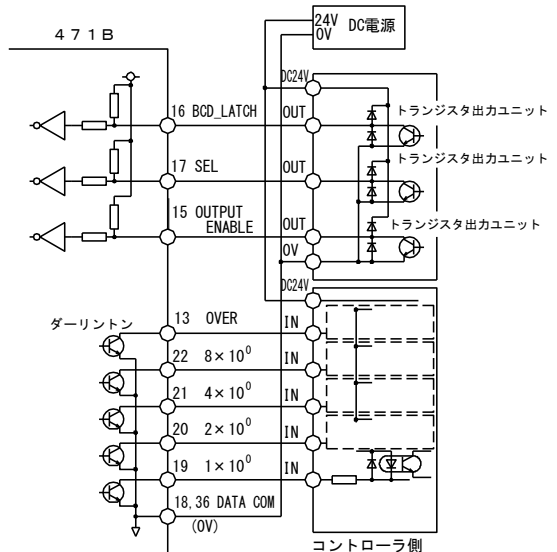 471B
24V
0V
DC電源
DC24V
16 BCD_LATCH
OUT
トランジスタ出力ユニット
17 SEL
OUT
トランジスタ出力ユニット
15 OUTPUT
ENABLE
OUT
トランジスタ出力ユニット
0V
DC24V
ダーリントン
13 OVER
IN
22 8×10⁰
IN
21 4×10⁰
IN
20 2×10⁰
IN
19 1×10⁰
IN
18,36 DATA COM
(0V)
コントローラ側